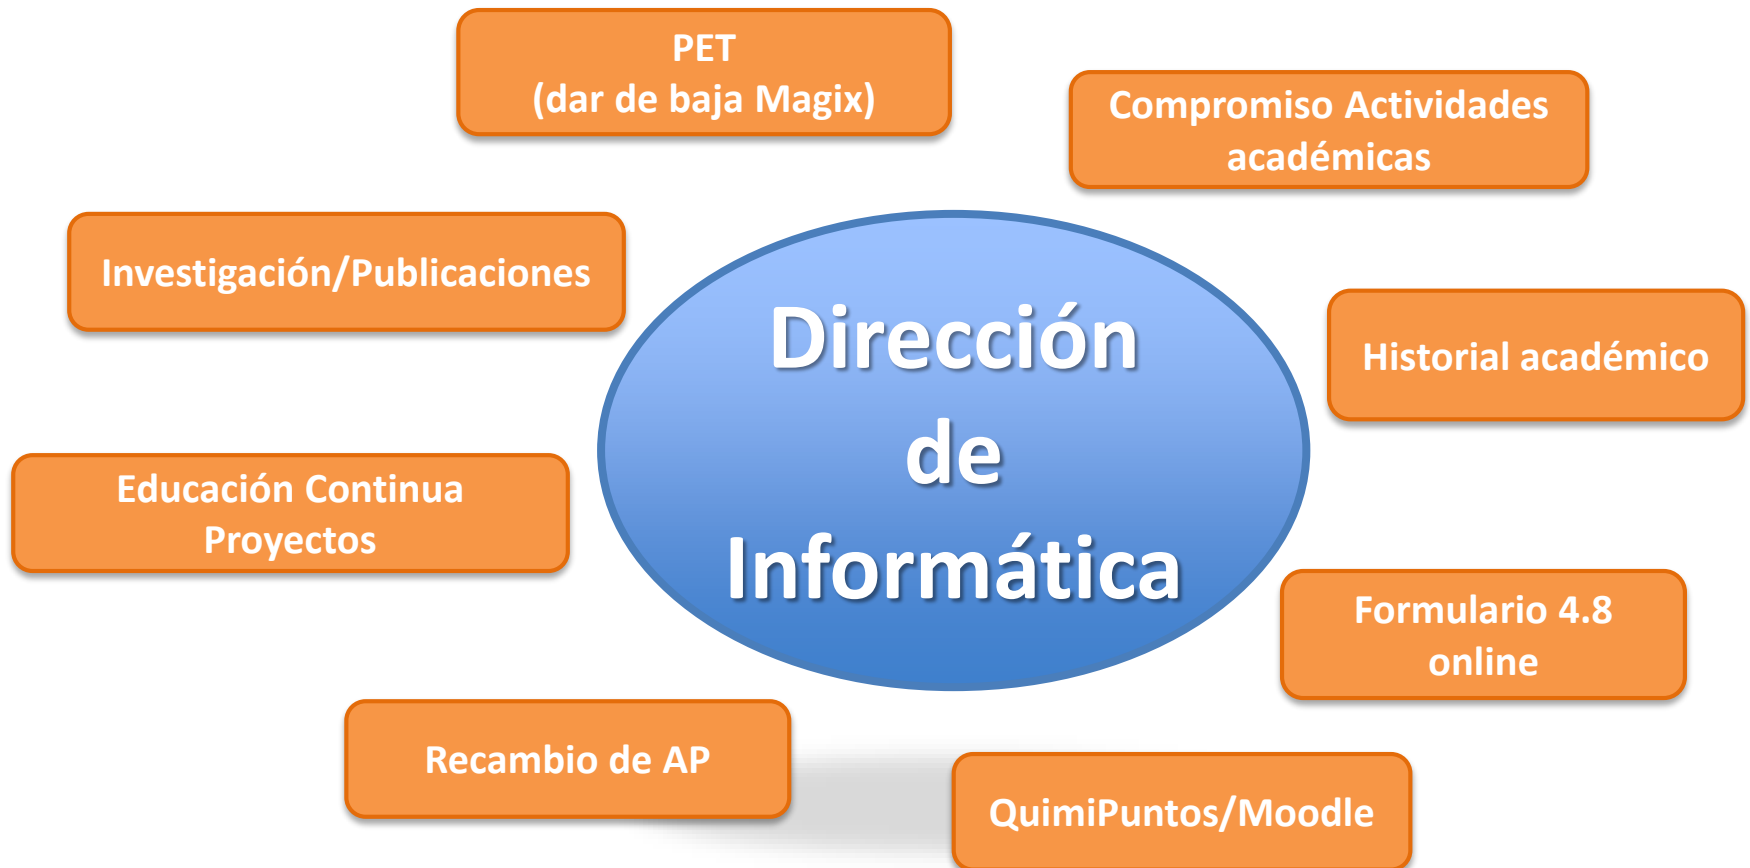 PET
(dar de baja Magix)
Compromiso Actividades
académicas
Investigación/Publicaciones
Historial académico
Dirección
de
Informática
Educación Continua
Proyectos
Formulario 4.8
online
Recambio de AP
QuimiPuntos/Moodle